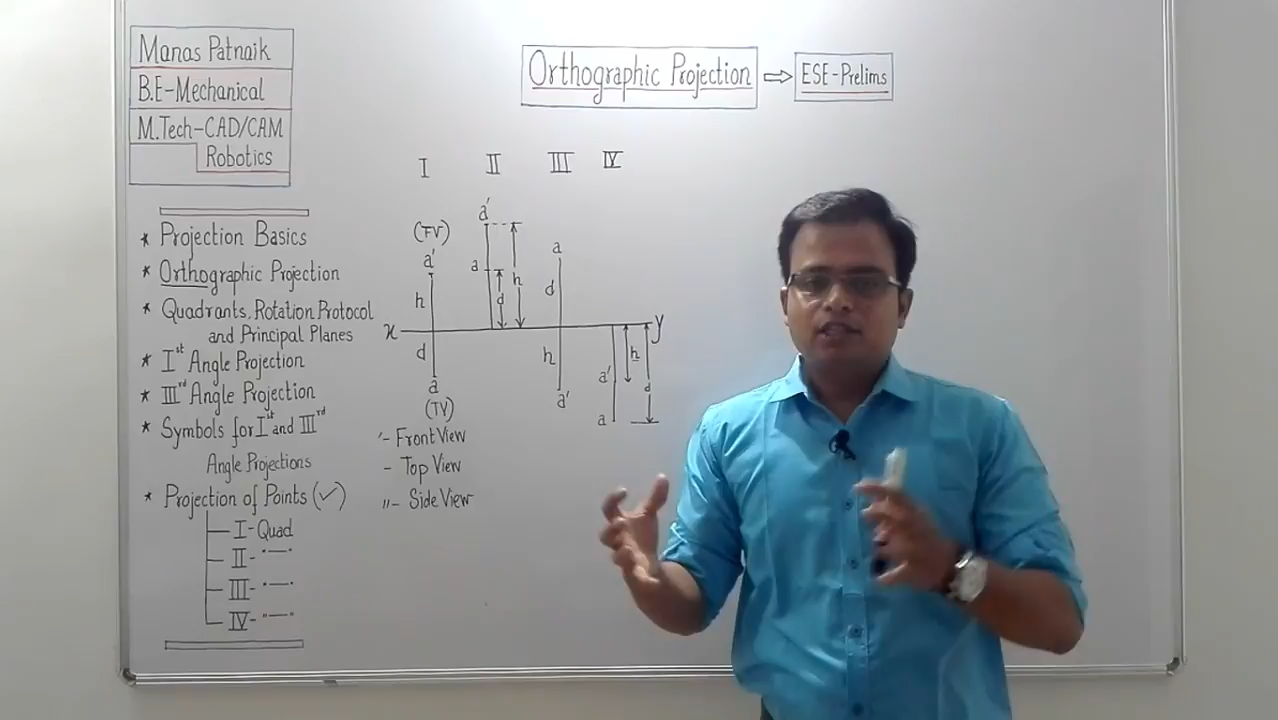 Manas Patnaik
B.E-Mechanical
M.Tech-CAD/CAM
Robotics
Orthographic Projection ⇒ ESE-Prelims
* Projection Basics
* Orthographic Projection
* Quadrants, Rotation Protocol
and Principal Planes
* Ist Angle Projection
* IIIrd Angle Projection
* Symbols for Ist and IIIrd
Angle Projections
* Projection of Points (✓)
I-Quad
II- "—"
III- "—"
IV- "—"
I II III IV
(FV)
a'
h
d
a
(TV)
a'
a
d
h
a
d
h
a'
h
d
a'
a
x y
'- Front View
- Top View
"- Side View